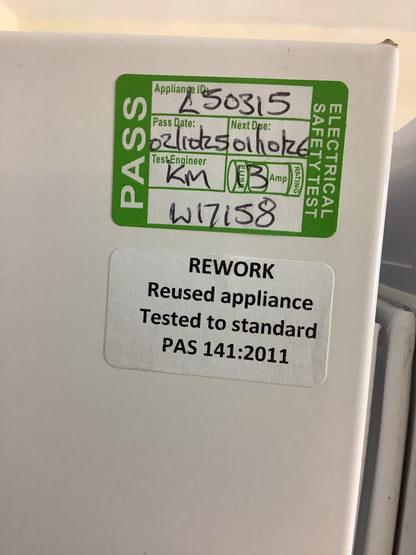 PASS
ELECTRICAL
SAFETY TEST
Appliance ID:
L50315
Pass Date: Next Due:
02/10/25 01/10/26
Test Engineer
KM FUSE 13 Amp RATING
W17158
REWORK
Reused appliance
Tested to standard
PAS 141:2011